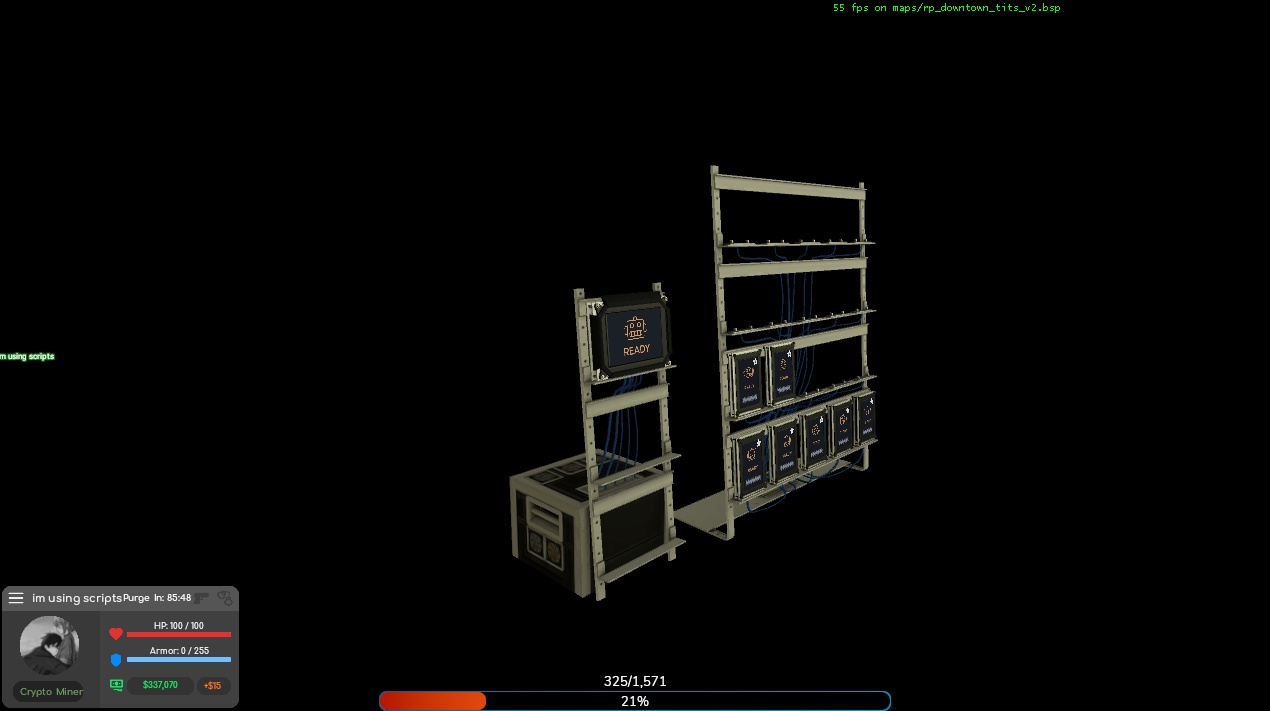 55 fps on maps/rp_downtown_tits_v2.bsp
READY
m using scripts
im using scripts Purge In: 85:48
HP: 100 / 100
Armor: 0 / 255
Crypto Miner
$337,070
+$15
325/1,571
21%